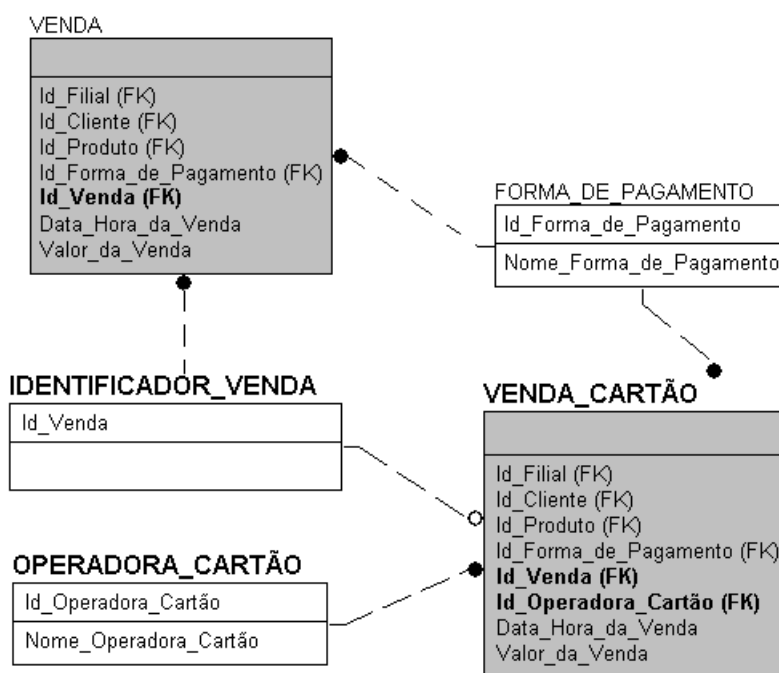 VENDA
Id_Filial (FK)
Id_Cliente (FK)
Id_Produto (FK)
Id_Forma_de_Pagamento (FK)
Id_Venda (FK)
Data_Hora_da_Venda
Valor_da_Venda
FORMA_DE_PAGAMENTO
Id_Forma_de_Pagamento
Nome_Forma_de_Pagamento
IDENTIFICADOR_VENDA
Id_Venda
OPERADORA_CARTÃO
Id_Operadora_Cartão
Nome_Operadora_Cartão
VENDA_CARTÃO
Id_Filial (FK)
Id_Cliente (FK)
Id_Produto (FK)
Id_Forma_de_Pagamento (FK)
Id_Venda (FK)
Id_Operadora_Cartão (FK)
Data_Hora_da_Venda
Valor_da_Venda